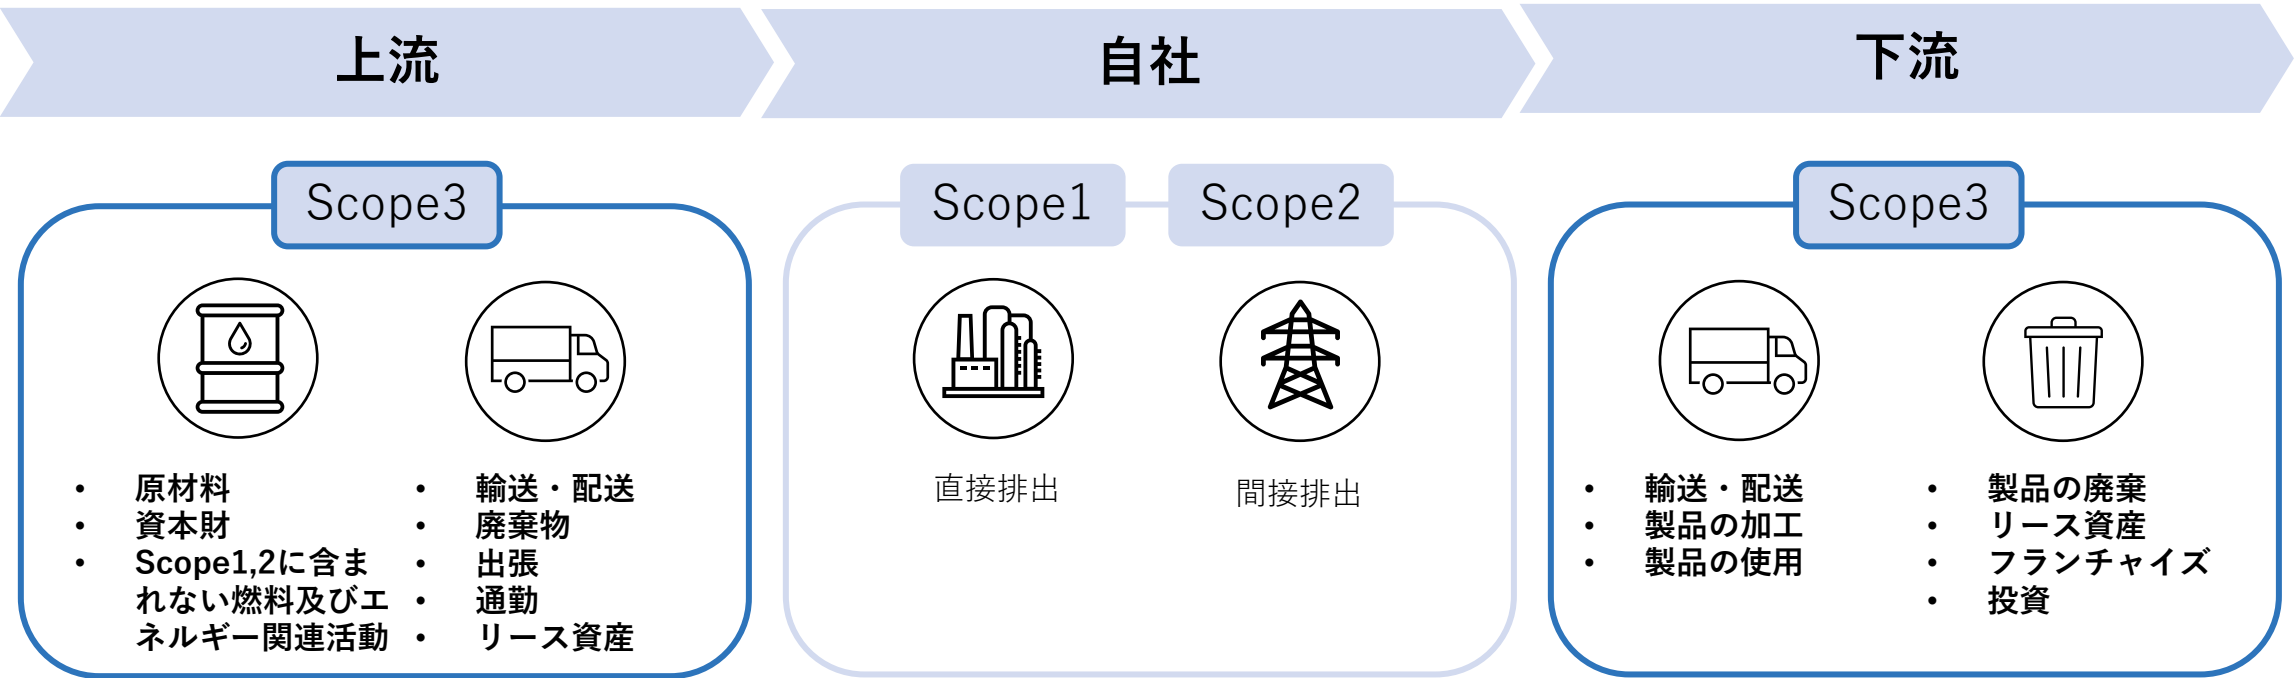 上流
自社
下流
Scope3
Scope1
Scope2
Scope3
• 原材料
• 資本財
• Scope1,2に含ま
れない燃料及びエ
ネルギー関連活動
• 輸送・配送
• 廃棄物
• 出張
• 通勤
• リース資産
直接排出
間接排出
• 輸送・配送
• 製品の加工
• 製品の使用
• 製品の廃棄
• リース資産
• フランチャイズ
• 投資